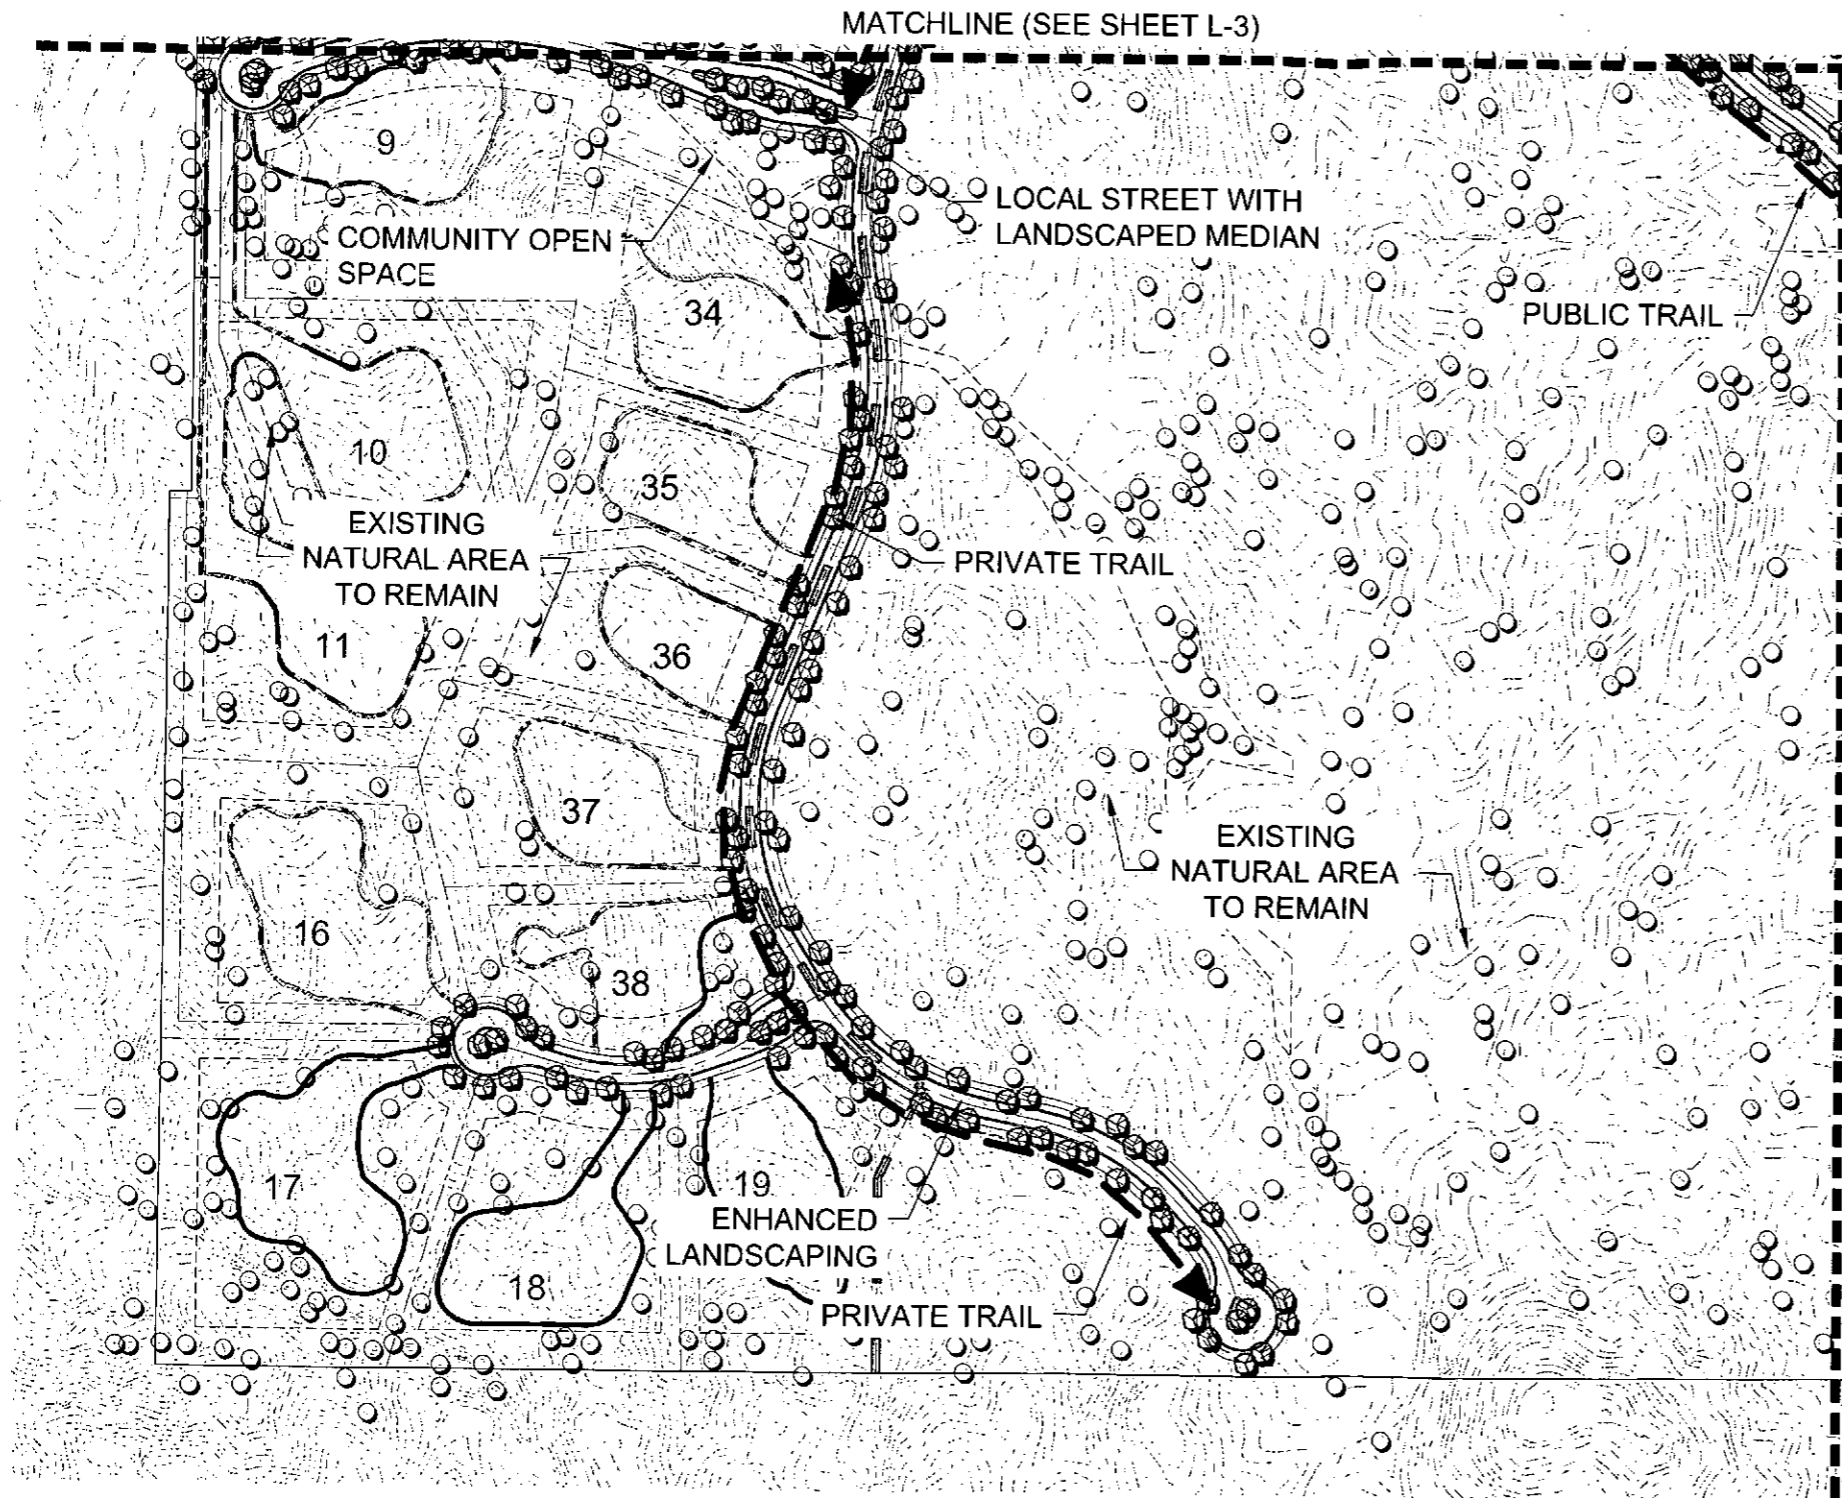 MATCHLINE (SEE SHEET L-3)
9
LOCAL STREET WITH
LANDSCAPED MEDIAN
COMMUNITY OPEN
SPACE
34
PUBLIC TRAIL
10
35
EXISTING
NATURAL AREA
TO REMAIN
PRIVATE TRAIL
11
36
37
EXISTING
NATURAL AREA
TO REMAIN
16
38
17
19
ENHANCED
LANDSCAPING
18
PRIVATE TRAIL